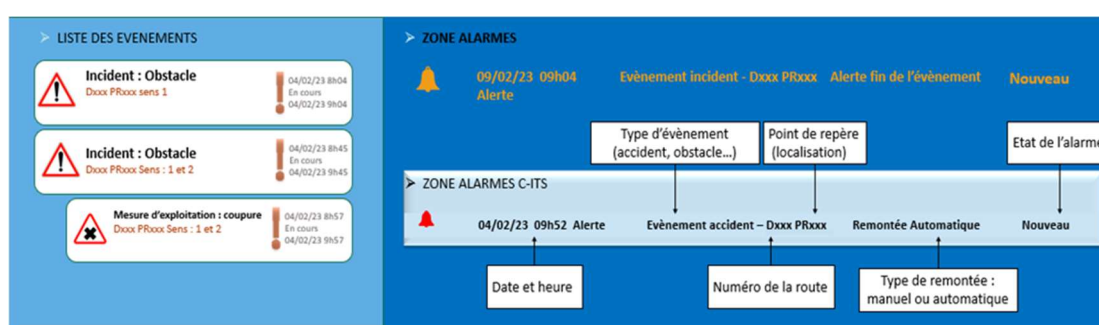 ➤ LISTE DES EVENEMENTS
Incident : Obstacle
Dxxx PRxxx sens 1
04/02/23 8h04
En cours
04/02/23 9h04
Incident : Obstacle
Dxxx PRxxx Sens : 1 et 2
04/02/23 8h45
En cours
04/02/23 9h45
Mesure d'exploitation : coupure
Dxxx PRxxx Sens : 1 et 2
04/02/23 8h57
En cours
04/02/23 9h57
➤ ZONE ALARMES
09/02/23 09h04 Evènement incident - Dxxx PRxxx Alerte fin de l'évènement Nouveau
Alerte
Type d'évènement
(accident, obstacle...)
Point de repère
(localisation)
Etat de l'alarme
➤ ZONE ALARMES C-ITS
04/02/23 09h52 Alerte Evènement accident – Dxxx PRxxx Remontée Automatique Nouveau
Date et heure
Numéro de la route
Type de remontée :
manuel ou automatique